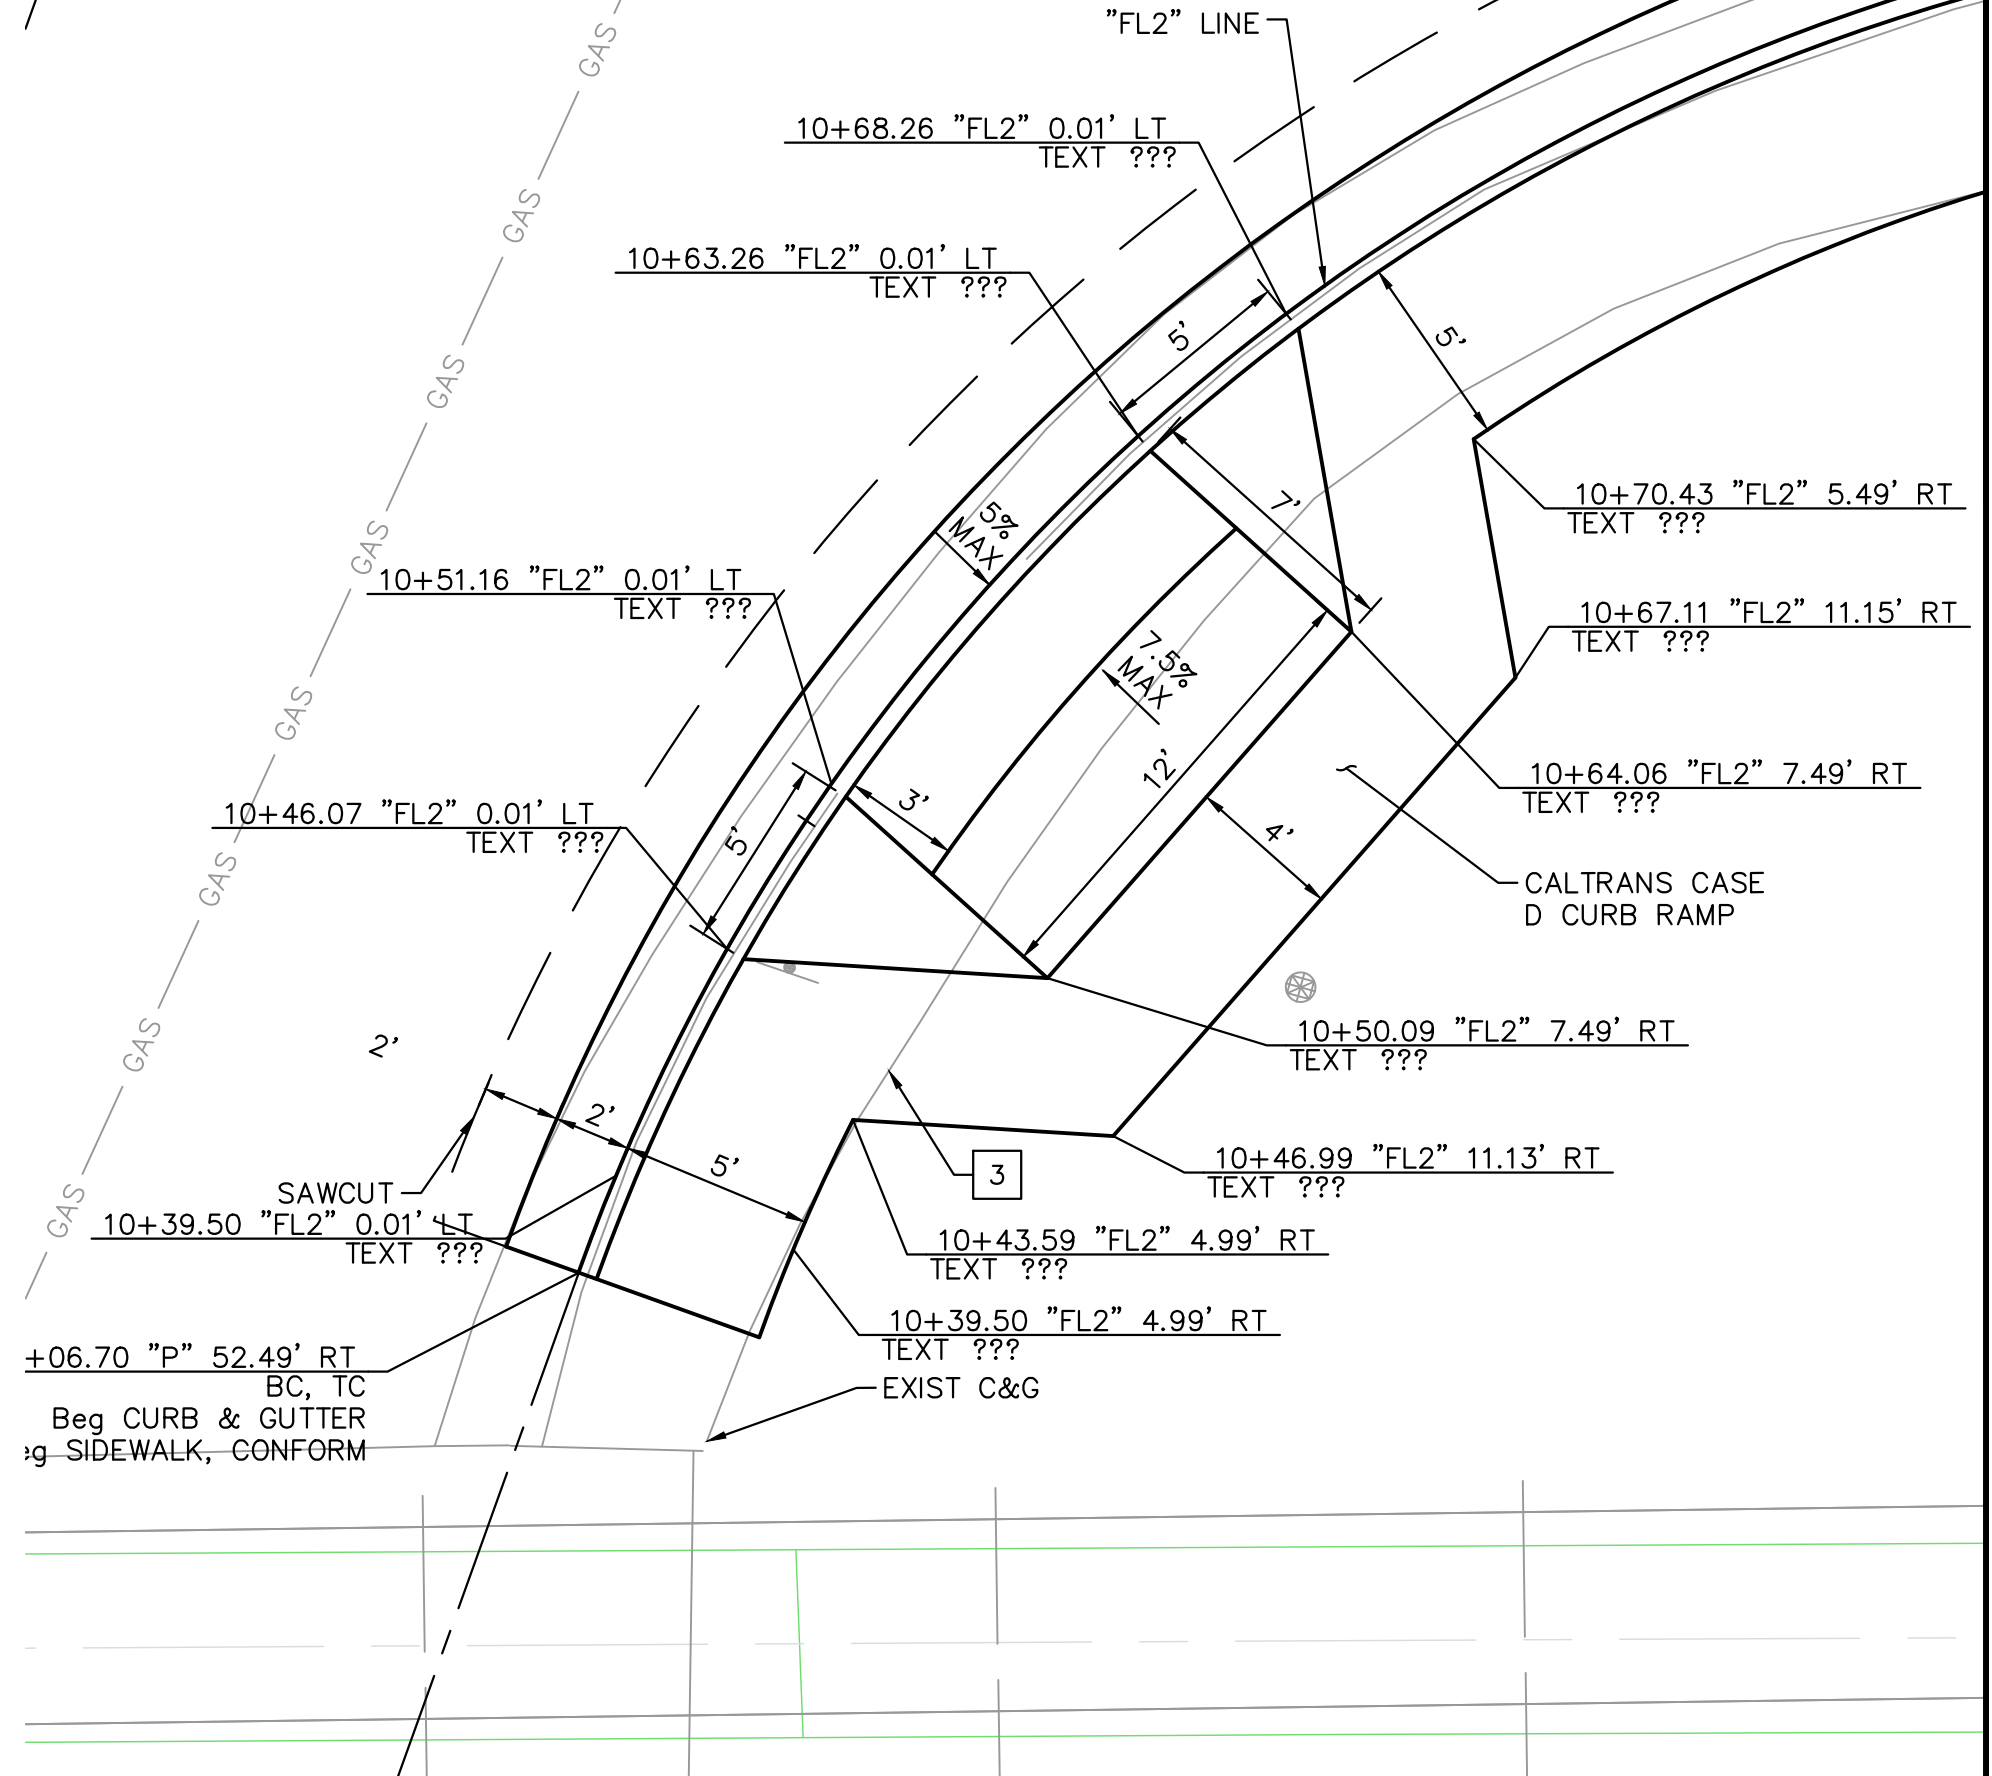 "FL2" LINE
10+68.26 "FL2" 0.01' LT
TEXT ???
10+63.26 "FL2" 0.01' LT
TEXT ???
5'
5'
7'
5%
MAX
10+70.43 "FL2" 5.49' RT
TEXT ???
10+51.16 "FL2" 0.01' LT
TEXT ???
10+67.11 "FL2" 11.15' RT
TEXT ???
7.5%
MAX
12'
10+64.06 "FL2" 7.49' RT
TEXT ???
10+46.07 "FL2" 0.01' LT
TEXT ???
5'
3'
4'
CALTRANS CASE
D CURB RAMP
10+50.09 "FL2" 7.49' RT
TEXT ???
2'
2'
5'
3
10+46.99 "FL2" 11.13' RT
TEXT ???
SAWCUT
10+39.50 "FL2" 0.01' LT
TEXT ???
10+43.59 "FL2" 4.99' RT
TEXT ???
10+39.50 "FL2" 4.99' RT
TEXT ???
+06.70 "P" 52.49' RT
BC, TC
Beg CURB & GUTTER
eg SIDEWALK, CONFORM
EXIST C&G
GAS
GAS
GAS
GAS
GAS
GAS
GAS
GAS